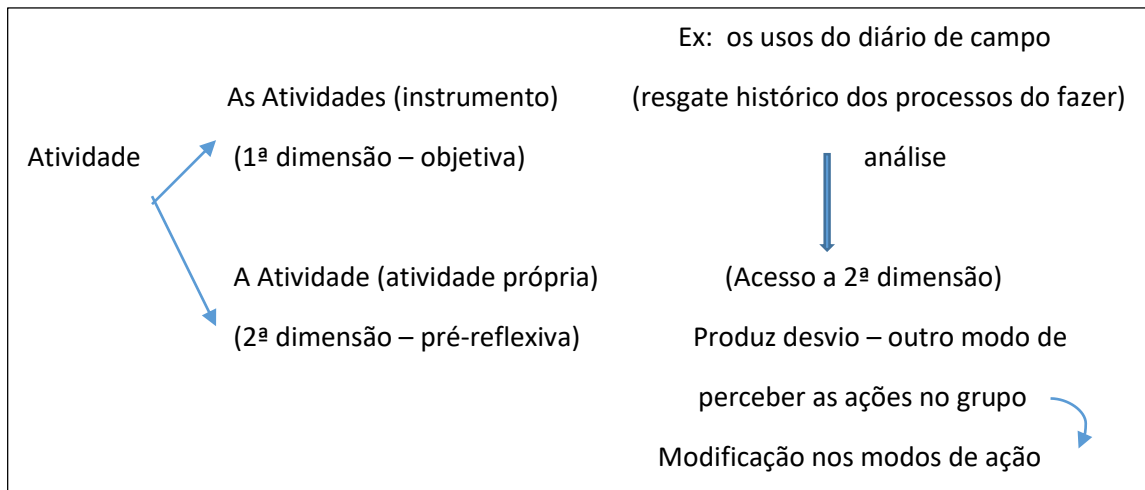 Ex: os usos do diário de campo
As Atividades (instrumento)
(resgate histórico dos processos do fazer)
Atividade
(1ª dimensão – objetiva)
análise
A Atividade (atividade própria)
(Acesso a 2ª dimensão)
(2ª dimensão – pré-reflexiva)
Produz desvio – outro modo de
perceber as ações no grupo
Modificação nos modos de ação